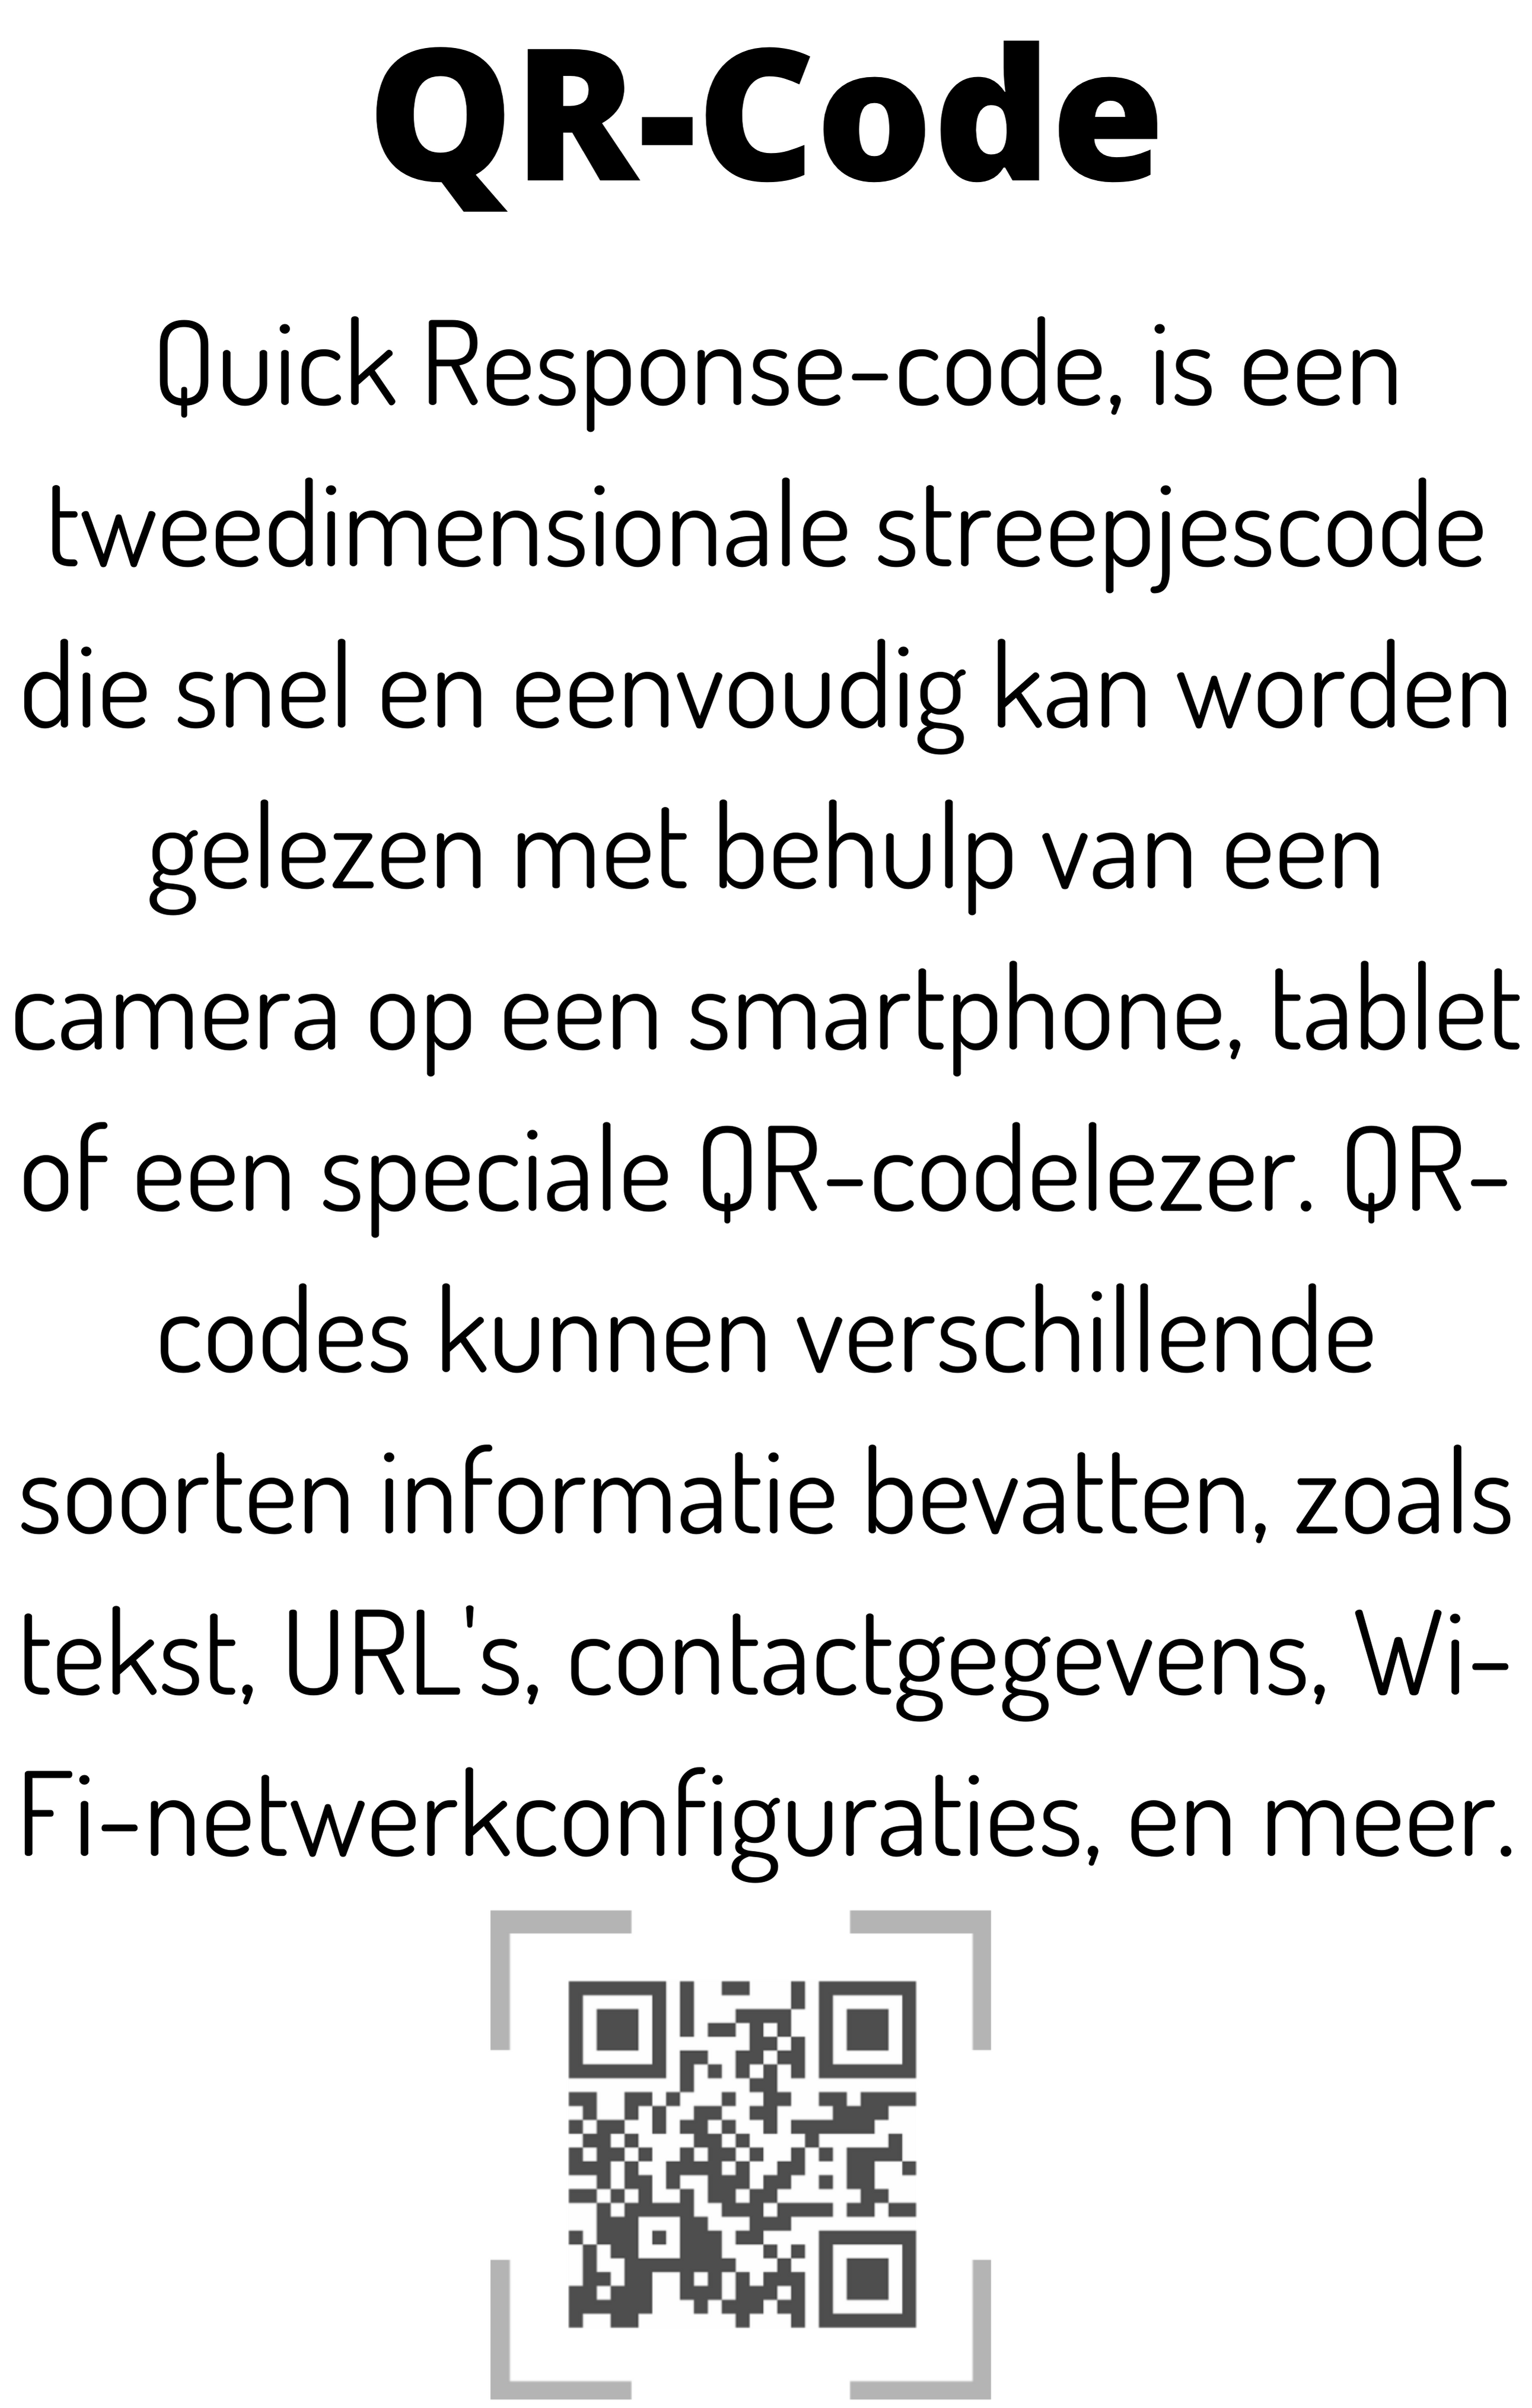 QR-Code
Quick Response-code, is een
tweedimensionale streepjescode
die snel en eenvoudig kan worden
gelezen met behulp van een
camera op een smartphone, tablet
of een speciale QR-codelezer. QR-
codes kunnen verschillende
soorten informatie bevatten, zoals
tekst, URL's, contactgegevens, Wi-
Fi-netwerkconfiguraties, en meer.